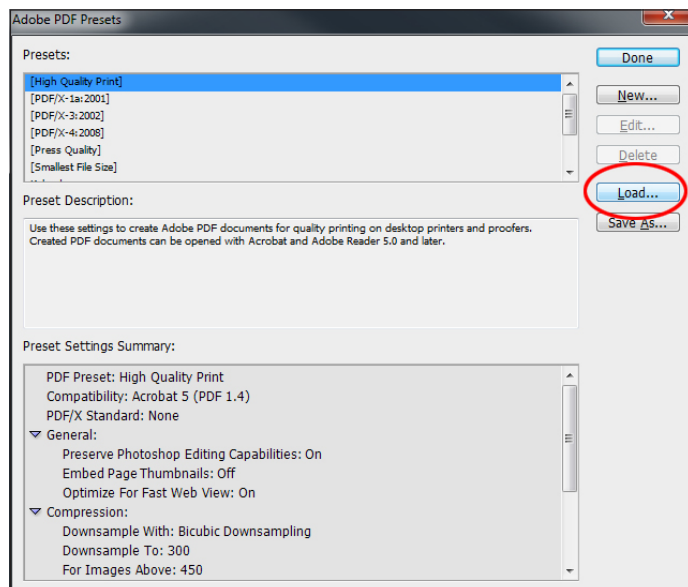 Adobe PDF Presets
Presets:
[High Quality Print]
[PDF/X-1a:2001]
[PDF/X-3:2002]
[PDF/X-4:2008]
[Press Quality]
[Smallest File Size]
Done
New...
Edit...
Delete
Load...
Save As...
Preset Description:
Use these settings to create Adobe PDF documents for quality printing on desktop printers and proofers.
Created PDF documents can be opened with Acrobat and Adobe Reader 5.0 and later.
Preset Settings Summary:
PDF Preset: High Quality Print
Compatibility: Acrobat 5 (PDF 1.4)
PDF/X Standard: None
General:
Preserve Photoshop Editing Capabilities: On
Embed Page Thumbnails: Off
Optimize For Fast Web View: On
Compression:
Downsample With: Bicubic Downsampling
Downsample To: 300
For Images Above: 450